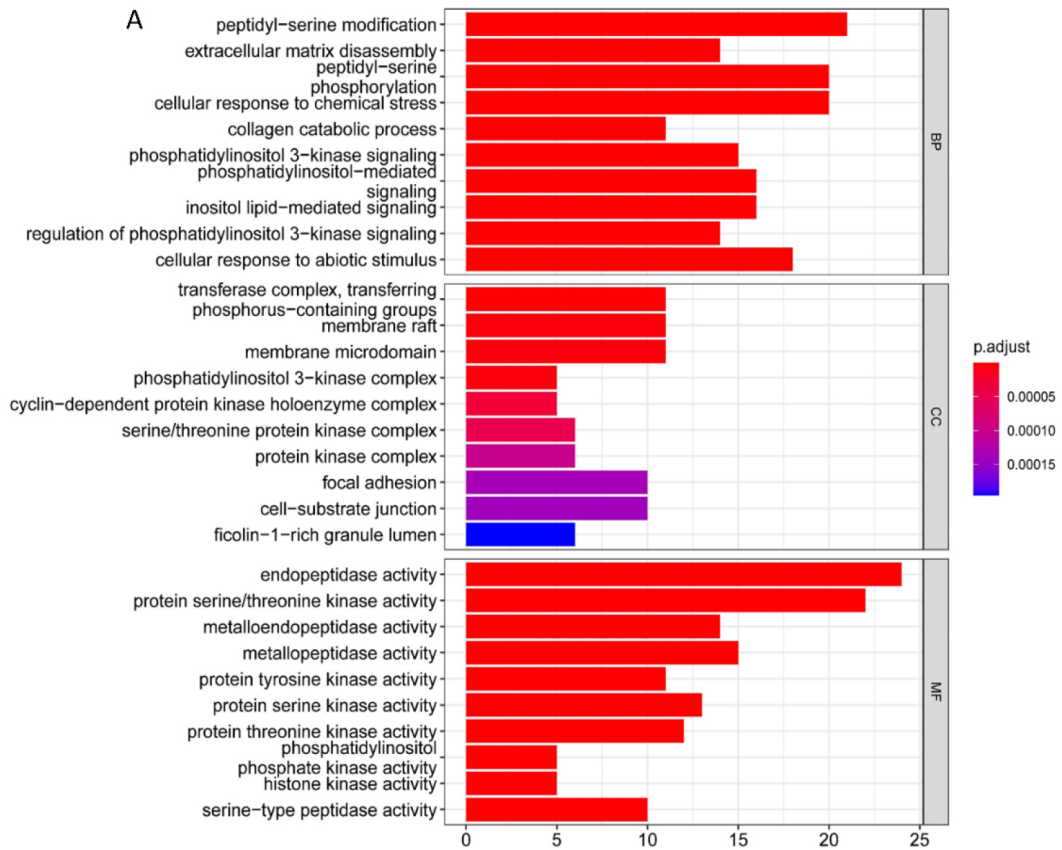 A
peptidyl−serine modification
extracellular matrix disassembly
peptidyl−serine
phosphorylation
cellular response to chemical stress
collagen catabolic process
phosphatidylinositol 3−kinase signaling
phosphatidylinositol−mediated
signaling
inositol lipid−mediated signaling
regulation of phosphatidylinositol 3−kinase signaling
cellular response to abiotic stimulus
BP
transferase complex, transferring
phosphorus−containing groups
membrane raft
membrane microdomain
phosphatidylinositol 3−kinase complex
cyclin−dependent protein kinase holoenzyme complex
serine/threonine protein kinase complex
protein kinase complex
focal adhesion
cell−substrate junction
ficolin−1−rich granule lumen
CC
endopeptidase activity
protein serine/threonine kinase activity
metalloendopeptidase activity
metallopeptidase activity
protein tyrosine kinase activity
protein serine kinase activity
protein threonine kinase activity
phosphatidylinositol
phosphate kinase activity
histone kinase activity
serine−type peptidase activity
MF
0 5 10 15 20 25
p.adjust
0.00005
0.00010
0.00015